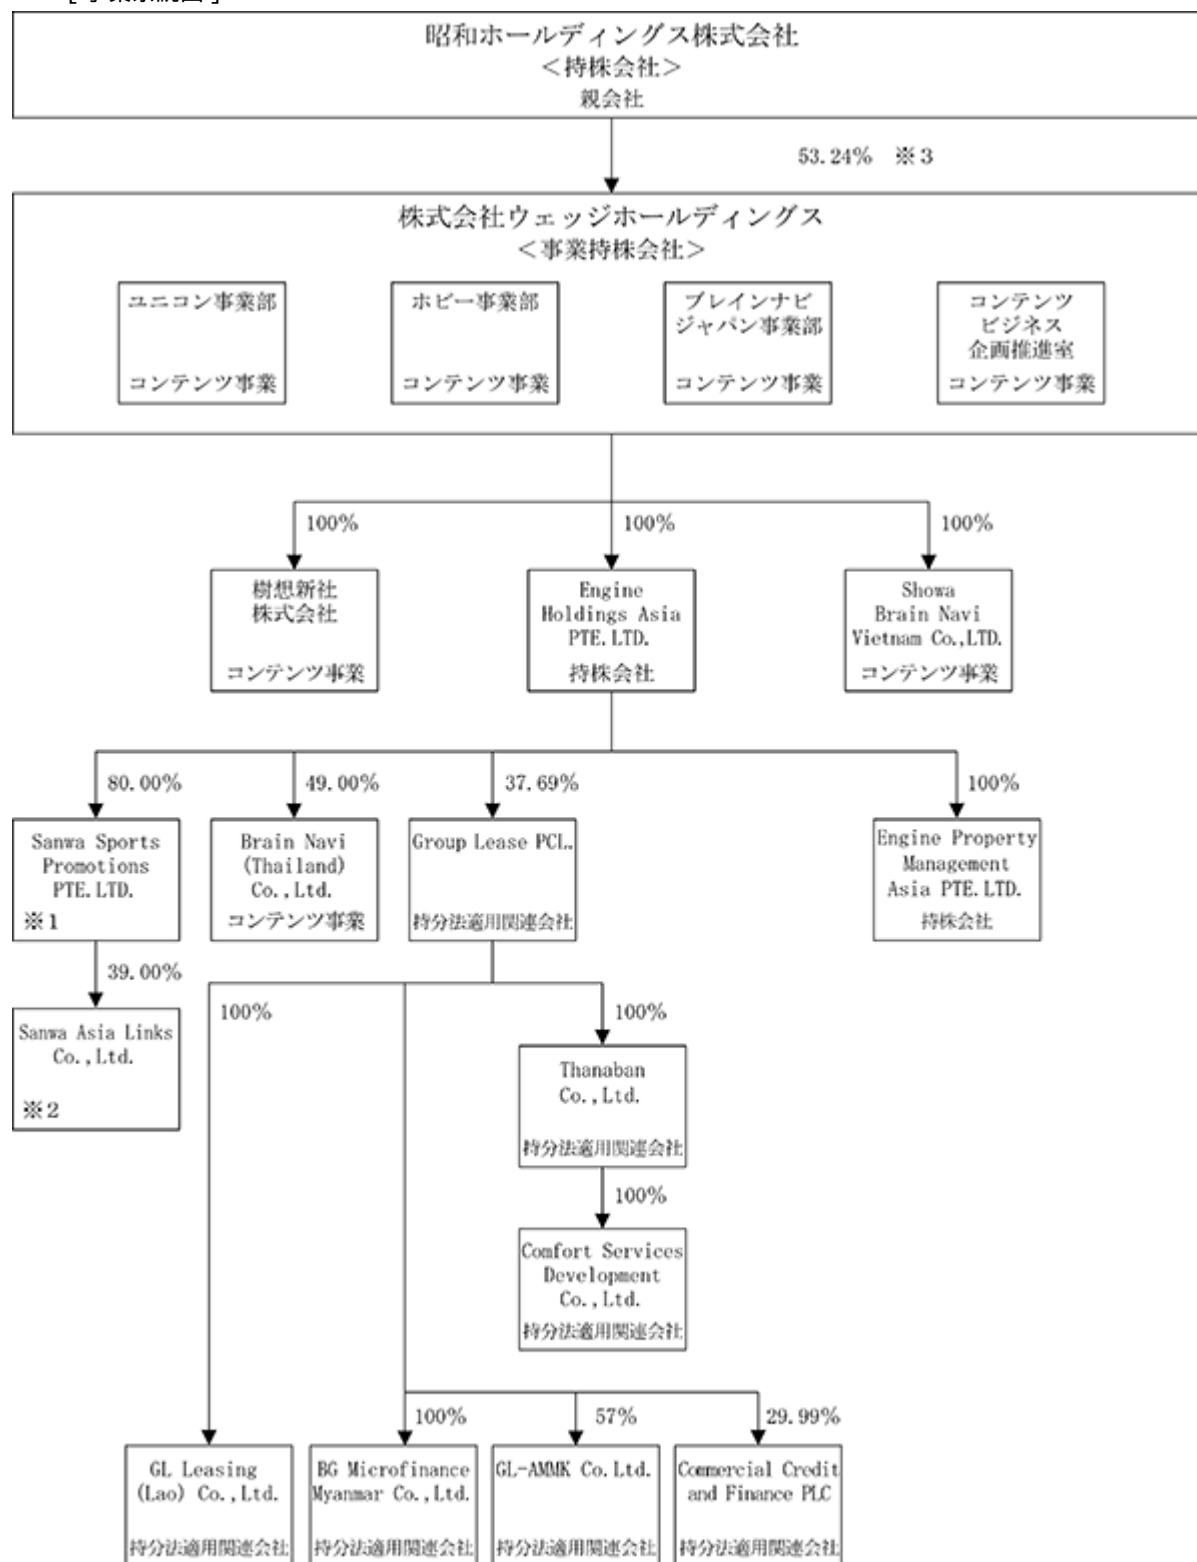 [事業系統図]
昭和ホールディングス株式会社
＜持株会社＞
親会社
53.24% ※3
株式会社ウェッジホールディングス
＜事業持株会社＞
ユニコン事業部
コンテンツ事業
ホビー事業部
コンテンツ事業
ブレインナビ
ジャパン事業部
コンテンツ事業
コンテンツ
ビジネス
企画推進室
コンテンツ事業
100%
100%
100%
樹想新社
株式会社
コンテンツ事業
Engine
Holdings Asia
PTE.LTD.
持株会社
Showa
Brain Navi
Vietnam Co.,LTD.
コンテンツ事業
80.00%
49.00%
37.69%
100%
Sanwa Sports
Promotions
PTE.LTD.
※1
Brain Navi
(Thailand)
Co.,Ltd.
コンテンツ事業
Group Lease PCL.
持分法適用関連会社
Engine Property
Management
Asia PTE.LTD.
持株会社
39.00%
100%
100%
Sanwa Asia Links
Co.,Ltd.
※2
Thanaban
Co.,Ltd.
持分法適用関連会社
100%
Comfort Services
Development
Co.,Ltd.
持分法適用関連会社
100%
57%
29.99%
GL Leasing
(Lao) Co.,Ltd.
持分法適用関連会社
BG Microfinance
Myanmar Co.,Ltd.
持分法適用関連会社
GL-AMMK Co.Ltd.
持分法適用関連会社
Commercial Credit
and Finance PLC
持分法適用関連会社